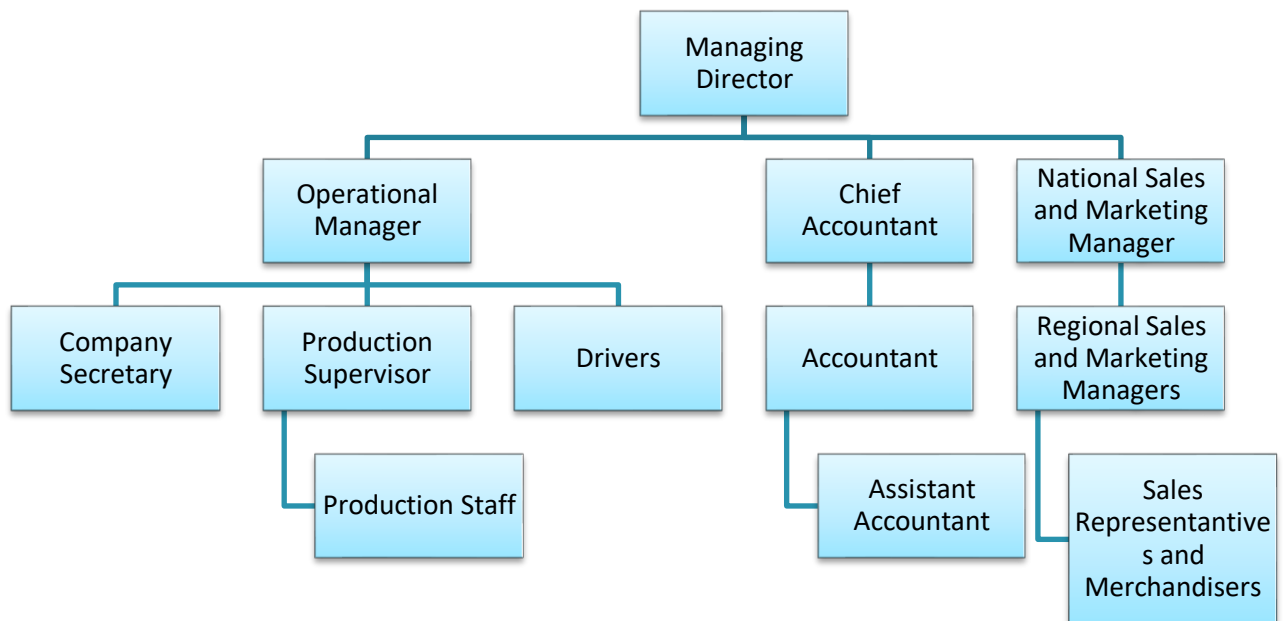 Managing
Director
Operational
Manager
Chief
Accountant
National Sales
and Marketing
Manager
Company
Secretary
Production
Supervisor
Drivers
Accountant
Regional Sales
and Marketing
Managers
Production Staff
Assistant
Accountant
Sales
Representantive
s and
Merchandisers